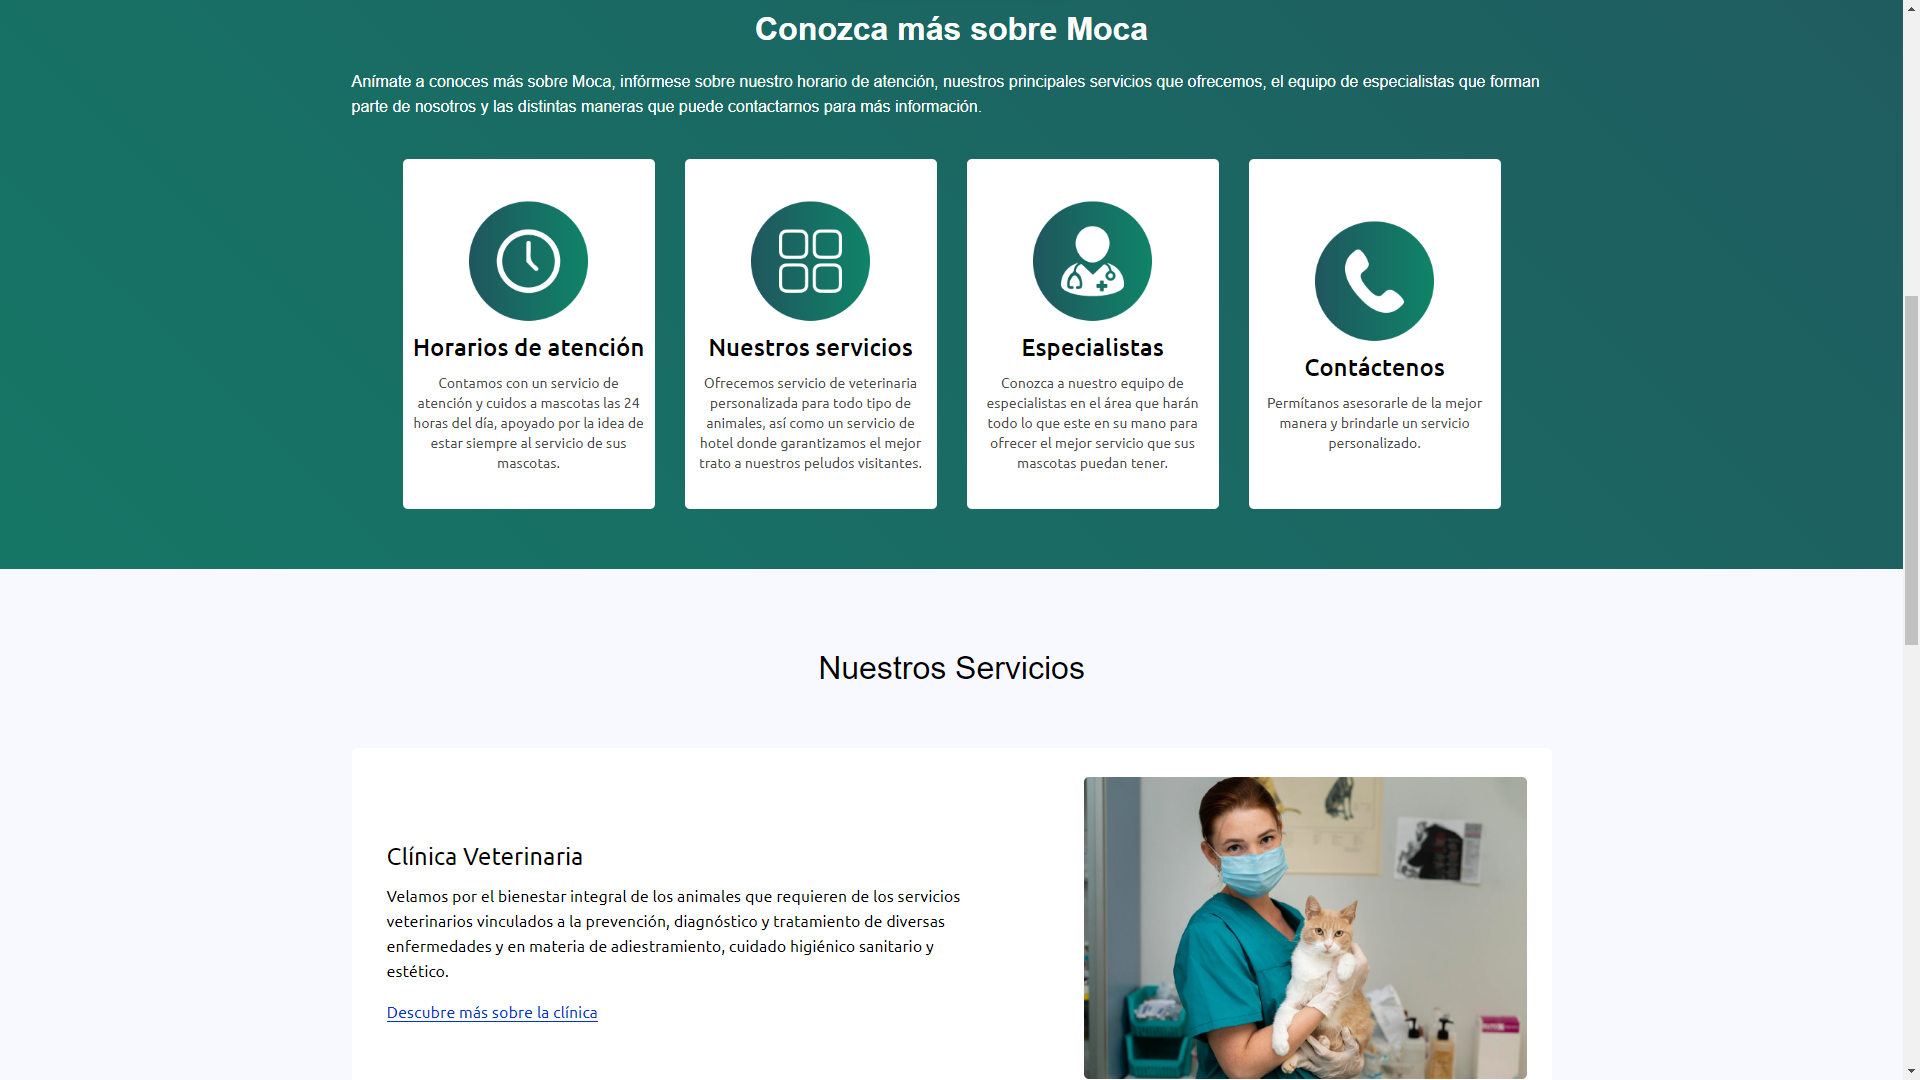 Conozca más sobre Moca
Anímate a conoces más sobre Moca, infórmese sobre nuestro horario de atención, nuestros principales servicios que ofrecemos, el equipo de especialistas que forman
parte de nosotros y las distintas maneras que puede contactarnos para más información.
Horarios de atención
Contamos con un servicio de
atención y cuidos a mascotas las 24
horas del día, apoyado por la idea de
estar siempre al servicio de sus
mascotas.
Nuestros servicios
Ofrecemos servicio de veterinaria
personalizada para todo tipo de
animales, así como un servicio de
hotel donde garantizamos el mejor
trato a nuestros peludos visitantes.
Especialistas
Conozca a nuestro equipo de
especialistas en el área que harán
todo lo que este en su mano para
ofrecer el mejor servicio que sus
mascotas puedan tener.
Contáctenos
Permítanos asesorarle de la mejor
manera y brindarle un servicio
personalizado.
Nuestros Servicios
Clínica Veterinaria
Velamos por el bienestar integral de los animales que requieren de los servicios
veterinarios vinculados a la prevención, diagnóstico y tratamiento de diversas
enfermedades y en materia de adiestramiento, cuidado higiénico sanitario y
estético.
Descubre más sobre la clínica